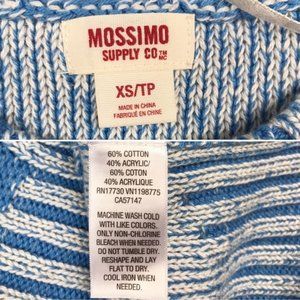 MOSSIMO
SUPPLY CO™
MC
XS/TP
MADE IN CHINA
FABRIQUÉ EN CHINE
60% COTTON
40% ACRYLIC/
60% COTON
40% ACRYLIQUE
RN17730 VN1198775
CA57147
MACHINE WASH COLD
WITH LIKE COLORS.
ONLY NON-CHLORINE
BLEACH WHEN NEEDED.
DO NOT TUMBLE DRY.
RESHAPE AND LAY
FLAT TO DRY.
COOL IRON WHEN
NEEDED.